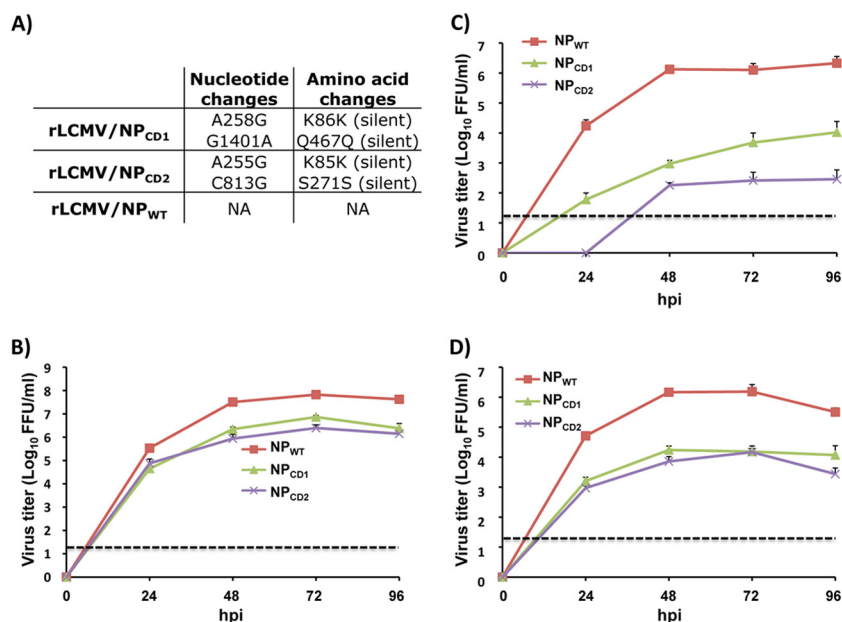 A)
Nucleotide changes
Amino acid changes
rLCMV/NPCD1
A258G
K86K (silent)
G1401A
Q467Q (silent)
rLCMV/NPCD2
A255G
K85K (silent)
C813G
S271S (silent)
rLCMV/NPWT
NA
NA
C)
Virus titer (Log10 FFU/ml)
7
6
5
4
3
2
1
0
NPWT
NPCD1
NPCD2
0
24
48
72
96
hpi
B)
Virus titer (Log10 FFU/ml)
9
8
7
6
5
4
3
2
1
0
NPWT
NPCD1
NPCD2
0
24
48
72
96
hpi
D)
Virus titer (Log10 FFU/ml)
7
6
5
4
3
2
1
0
NPWT
NPCD1
NPCD2
0
24
48
72
96
hpi